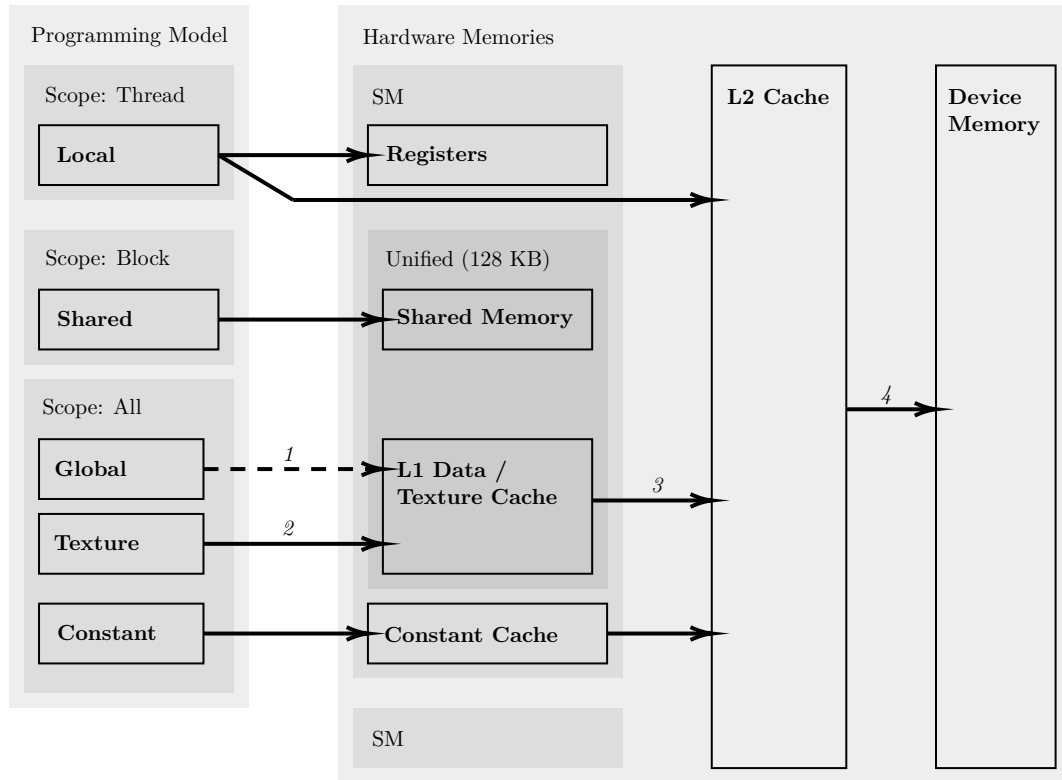 Programming Model
Scope: Thread
Local
Scope: Block
Shared
Scope: All
Global
Texture
Constant
1
2
Hardware Memories
SM
Registers
Unified (128 KB)
Shared Memory
L1 Data /
Texture Cache
Constant Cache
SM
3
L2 Cache
4
Device
Memory